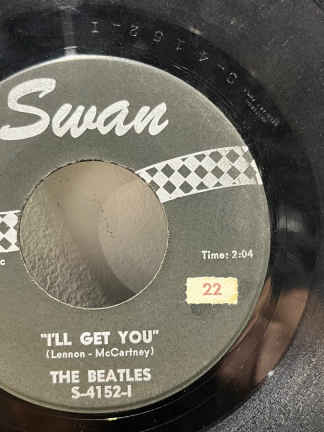 Swan
c
Time: 2:04
22
"I'LL GET YOU"
(Lennon - McCartney)
THE BEATLES
S-4152-I